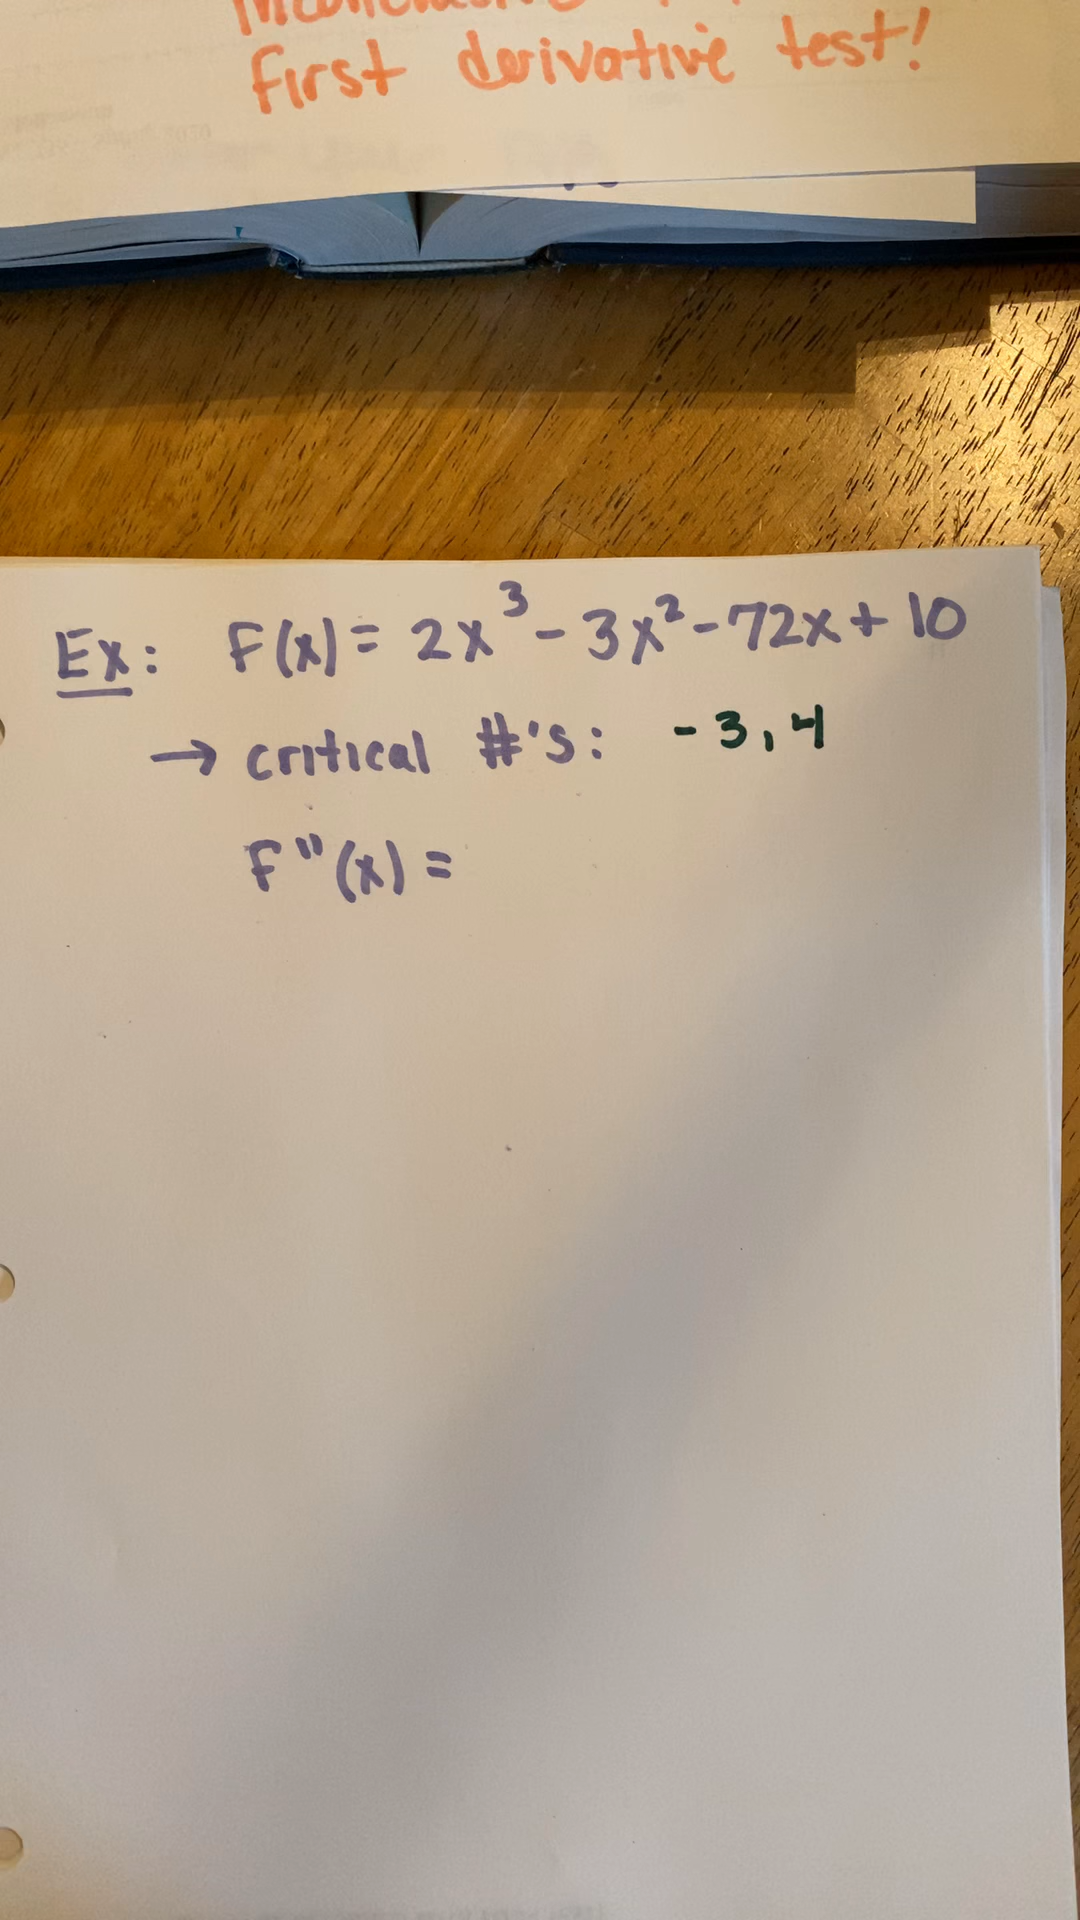 first derivative test!
Ex: F(x) = 2x³ - 3x² - 72x + 10
→ critical #'s: -3, 4
F"(x) =